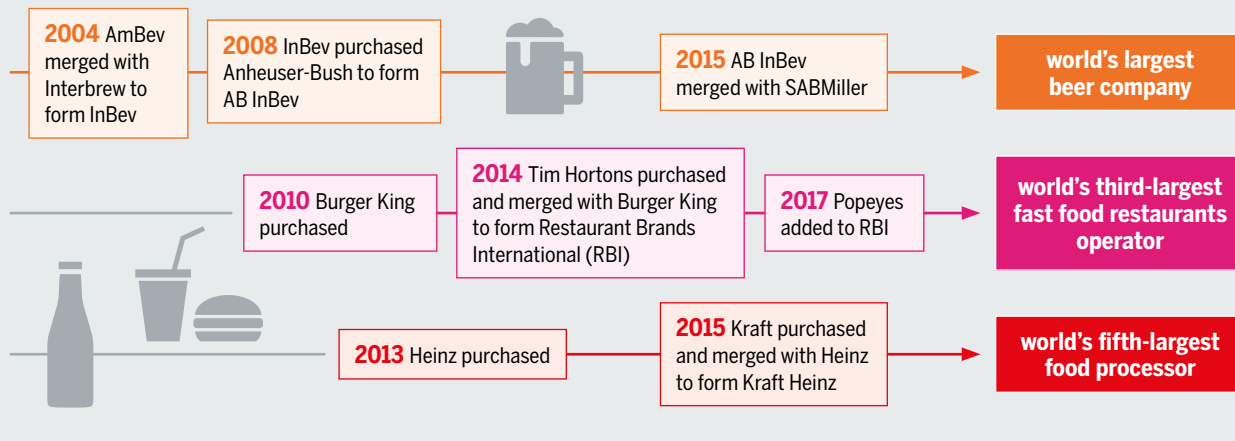 2004 AmBev
merged with
Interbrew to
form InBev
2008 InBev purchased
Anheuser-Bush to form
AB InBev
2015 AB InBev
merged with SABMiller
world's largest
beer company
2010 Burger King
purchased
2014 Tim Hortons purchased
and merged with Burger King
to form Restaurant Brands
International (RBI)
2017 Popeyes
added to RBI
world's third-largest
fast food restaurants
operator
2013 Heinz purchased
2015 Kraft purchased
and merged with Heinz
to form Kraft Heinz
world's fifth-largest
food processor